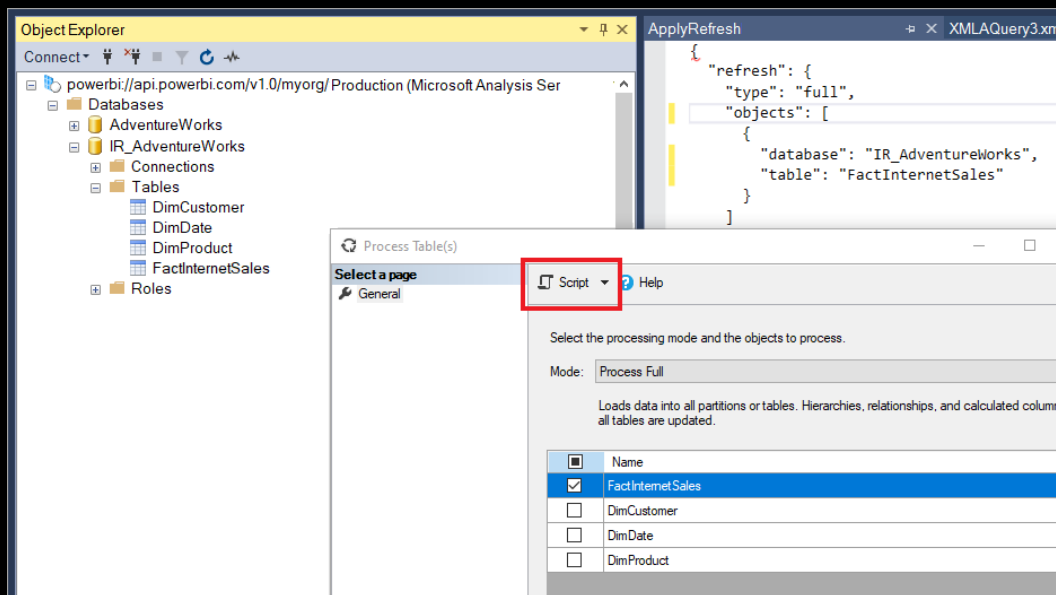 Object Explorer
Connect
powerbi://api.powerbi.com/v1.0/myorg/Production (Microsoft Analysis Ser
Databases
AdventureWorks
IR_AdventureWorks
Connections
Tables
DimCustomer
DimDate
DimProduct
FactInternetSales
Roles
ApplyRefresh
XMLAQuery3.xm
{
"refresh": {
"type": "full",
"objects": [
{
"database": "IR_AdventureWorks",
"table": "FactInternetSales"
}
]
Process Table(s)
Select a page
General
Script
Help
Select the processing mode and the objects to process.
Mode: Process Full
Loads data into all partitions or tables. Hierarchies, relationships, and calculated colum
all tables are updated.
Name
FactInternetSales
DimCustomer
DimDate
DimProduct